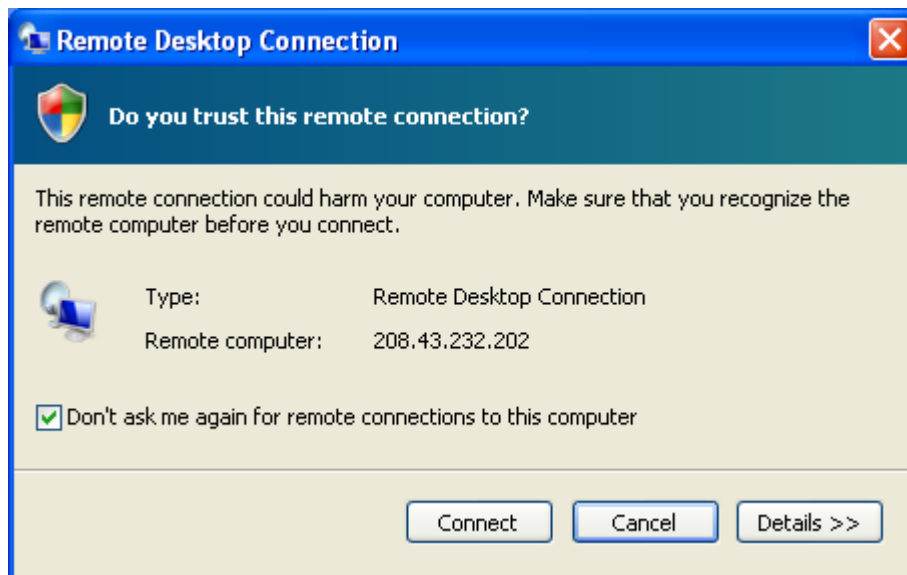 Remote Desktop Connection
Do you trust this remote connection?
This remote connection could harm your computer. Make sure that you recognize the
remote computer before you connect.
Type: Remote Desktop Connection
Remote computer: 208.43.232.202
Don't ask me again for remote connections to this computer
Connect Cancel Details >>